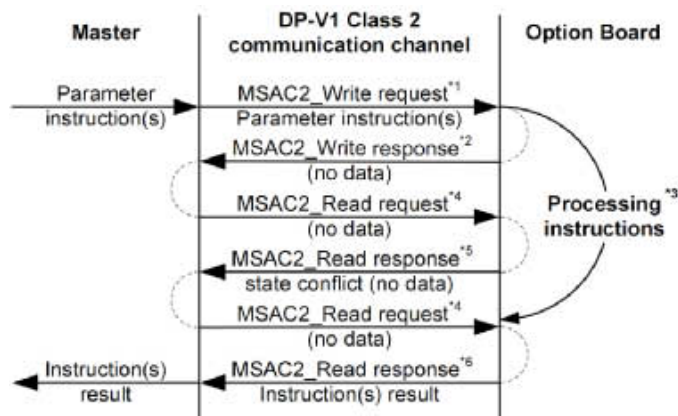 Master
DP-V1 Class 2
communication channel
Option Board
Parameter
instruction(s)
MSAC2_Write request*1
Parameter instruction(s)
MSAC2_Write response*2
(no data)
MSAC2_Read request*4
(no data)
Processing*3
instructions
MSAC2_Read response*5
state conflict (no data)
MSAC2_Read request*4
(no data)
Instruction(s)
result
MSAC2_Read response*6
Instruction(s) result